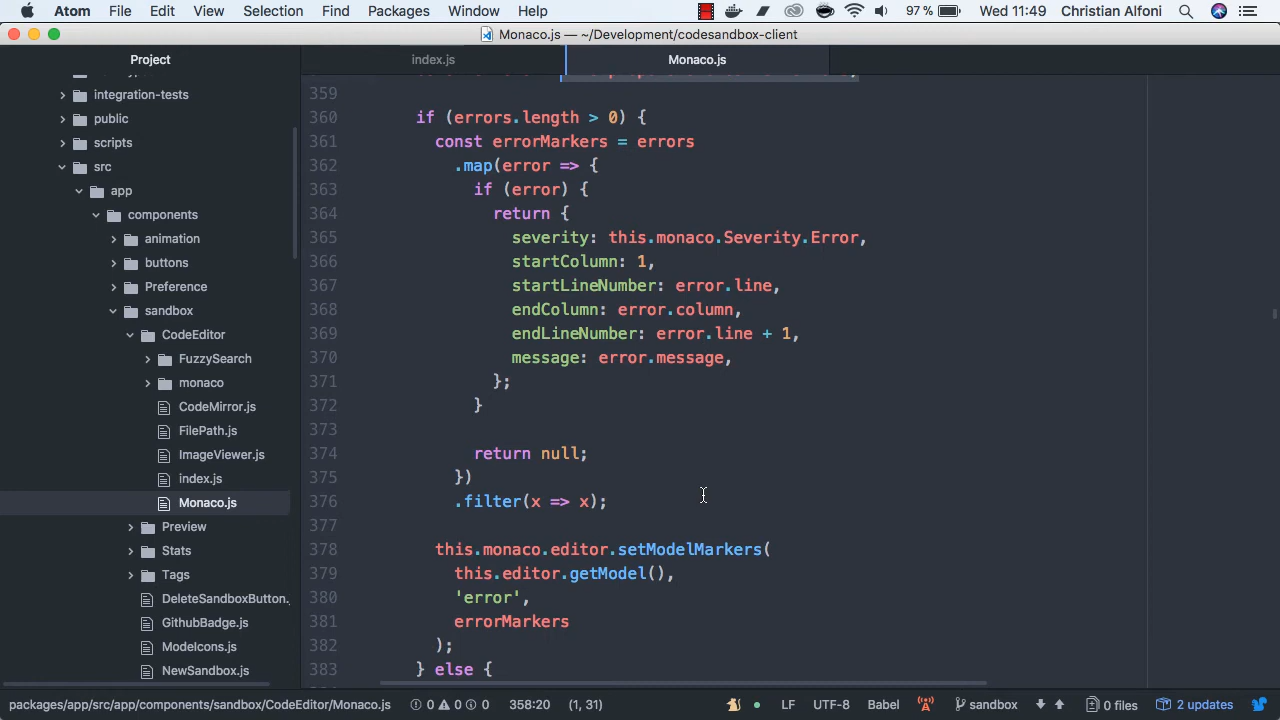 Atom File Edit View Selection Find Packages Window Help 97 % Wed 11:49 Christian Alfoni
Monaco.js — ~/Development/codesandbox-client
Project index.js Monaco.js
integration-tests
public
scripts
src
app
components
animation
buttons
Preference
sandbox
CodeEditor
FuzzySearch
monaco
CodeMirror.js
FilePath.js
ImageViewer.js
index.js
Monaco.js
Preview
Stats
Tags
DeleteSandboxButton.
GithubBadge.js
ModeIcons.js
NewSandbox.js
359
360 if (errors.length > 0) {
361 const errorMarkers = errors
362 .map(error => {
363 if (error) {
364 return {
365 severity: this.monaco.Severity.Error,
366 startColumn: 1,
367 startLineNumber: error.line,
368 endColumn: error.column,
369 endLineNumber: error.line + 1,
370 message: error.message,
371 };
372 }
373
374 return null;
375 })
376 .filter(x => x);
377
378 this.monaco.editor.setModelMarkers(
379 this.editor.getModel(),
380 'error',
381 errorMarkers
382 );
383 } else {
packages/app/src/app/components/sandbox/CodeEditor/Monaco.js 0 0 0 358:20 (1, 31) LF UTF-8 Babel sandbox 0 files 2 updates